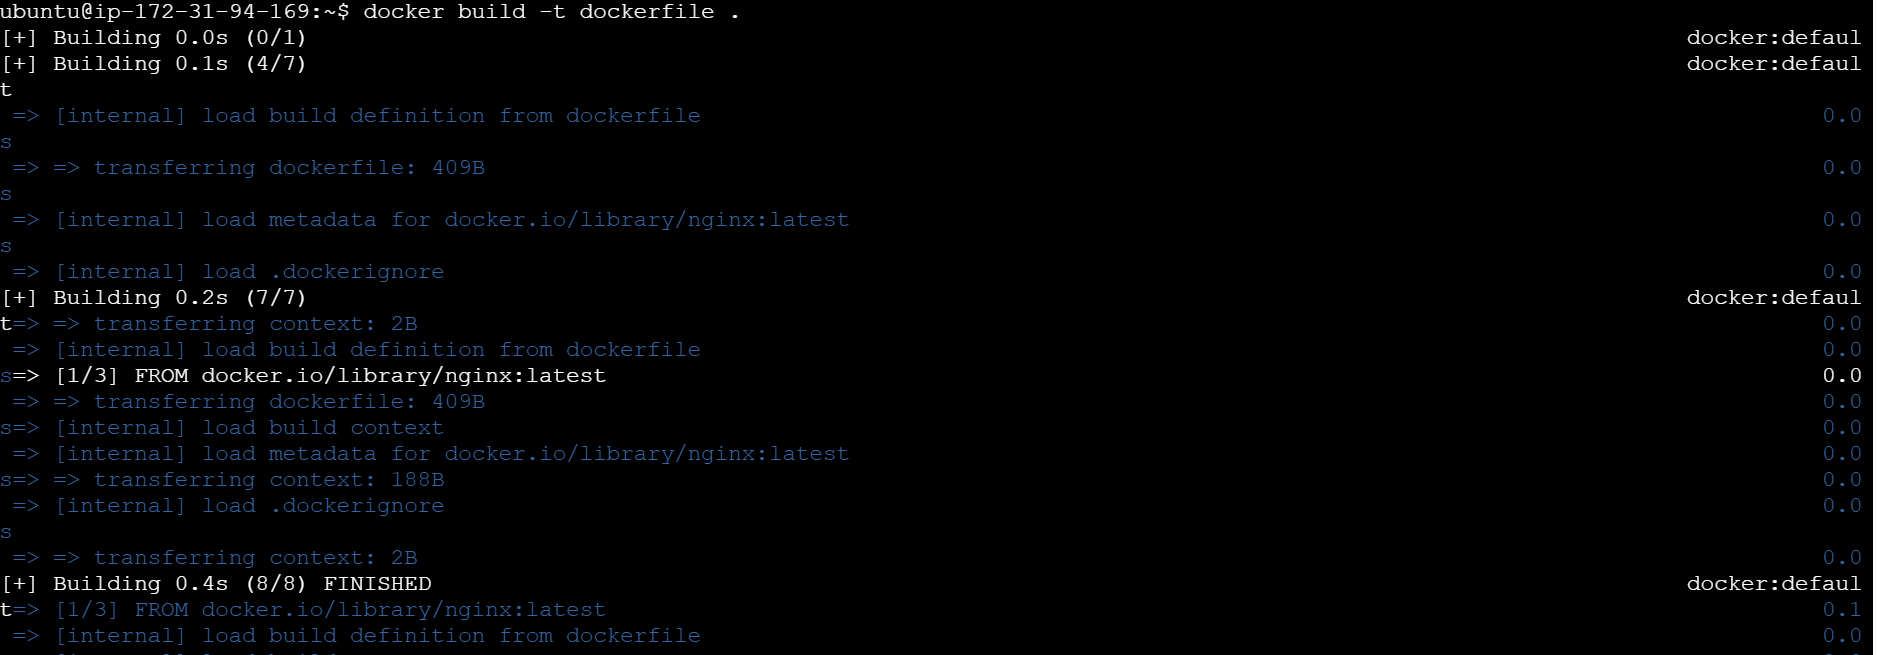 ubuntu@ip-172-31-94-169:~$ docker build -t dockerfile .
[+] Building 0.0s (0/1) docker:defaul
[+] Building 0.1s (4/7) docker:defaul
t
=> [internal] load build definition from dockerfile 0.0
s
=> => transferring dockerfile: 409B 0.0
s
=> [internal] load metadata for docker.io/library/nginx:latest 0.0
s
=> [internal] load .dockerignore 0.0
[+] Building 0.2s (7/7) docker:defaul
t=> => transferring context: 2B 0.0
=> [internal] load build definition from dockerfile 0.0
s=> [1/3] FROM docker.io/library/nginx:latest 0.0
=> => transferring dockerfile: 409B 0.0
s=> [internal] load build context 0.0
=> [internal] load metadata for docker.io/library/nginx:latest 0.0
s=> => transferring context: 188B 0.0
=> [internal] load .dockerignore 0.0
s
=> => transferring context: 2B 0.0
[+] Building 0.4s (8/8) FINISHED docker:defaul
t=> [1/3] FROM docker.io/library/nginx:latest 0.1
=> [internal] load build definition from dockerfile 0.0